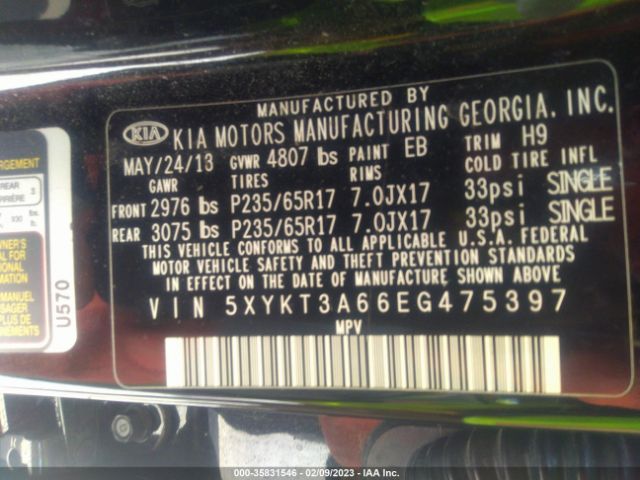 MANUFACTURED BY
KIA KIA MOTORS MANUFACTURING GEORGIA, INC.
MAY/24/13 GVWR 4807 lbs PAINT EB TRIM H9
GAWR TIRES RIMS COLD TIRE INFL
FRONT 2976 lbs P235/65R17 7.0JX17 33psi SINGLE
REAR 3075 lbs P235/65R17 7.0JX17 33psi SINGLE
THIS VEHICLE CONFORMS TO ALL APPLICABLE U.S.A. FEDERAL
MOTOR VEHICLE SAFETY AND THEFT PREVENTION STANDARDS
IN EFFECT ON THE DATE OF MANUFACTURE SHOWN ABOVE
VIN 5XYKT3A66EG475397
MPV
REAR
U570
000-35831546 - 02/09/2023 - IAA Inc.